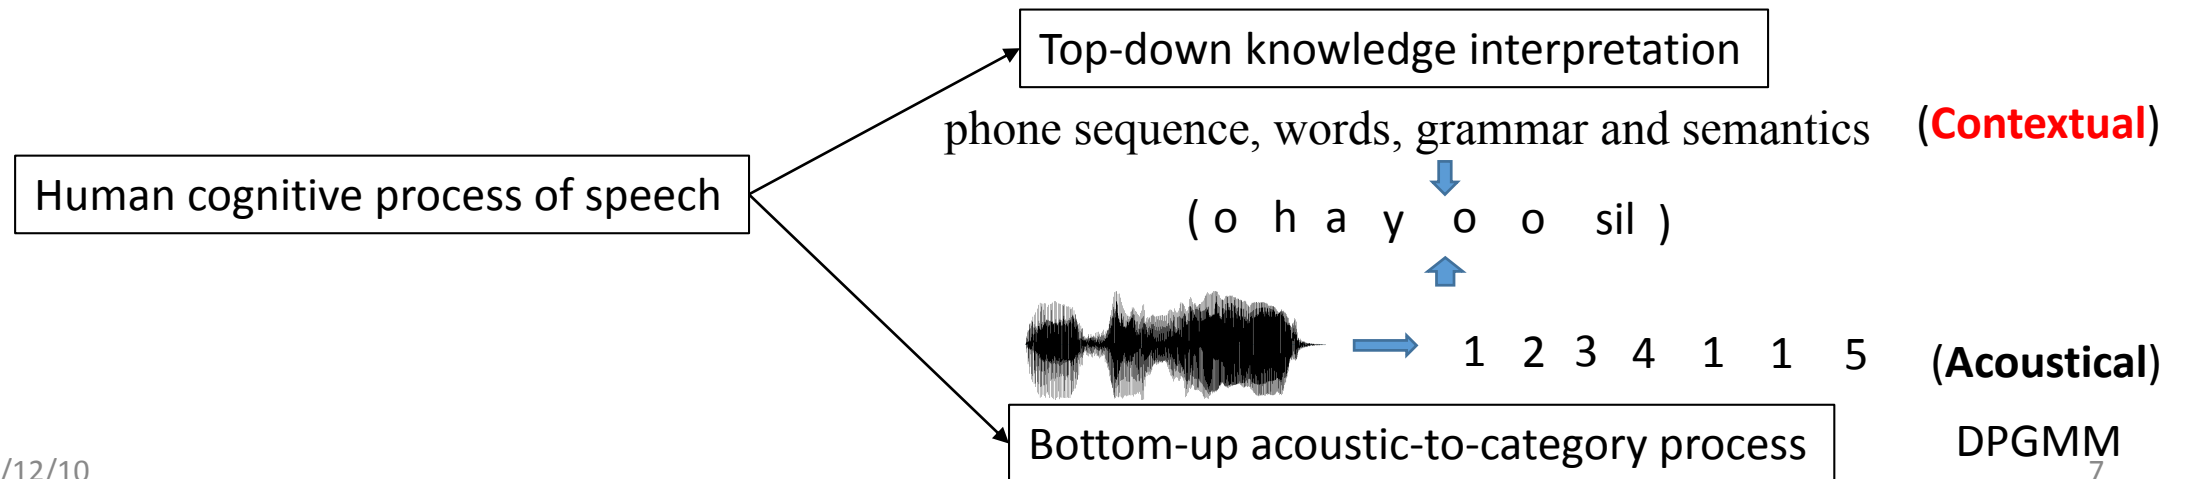 Top-down knowledge interpretation
phone sequence, words, grammar and semantics (Contextual)
Human cognitive process of speech
( o h a y o o sil )
1 2 3 4 1 1 5 (Acoustical)
Bottom-up acoustic-to-category process DPGMM
/12/10 7